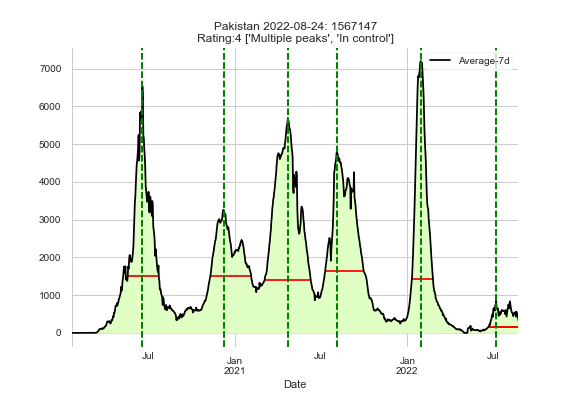 Pakistan 2022-08-24: 1567147
Rating:4 ['Multiple peaks', 'In control']
Average-7d
7000
6000
5000
4000
3000
2000
1000
0
Jul
Jan
2021
Jul
Jan
2022
Jul
Date